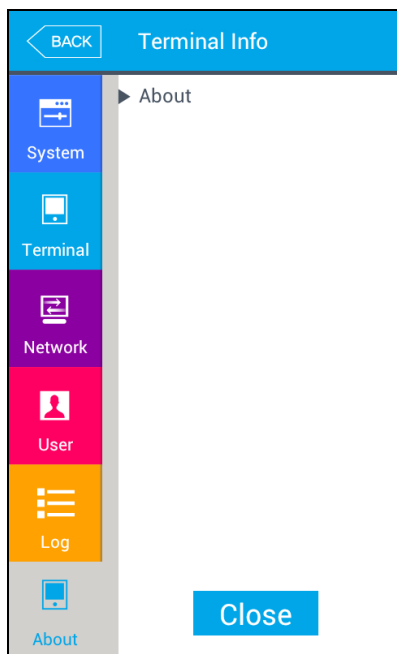 BACK
Terminal Info
About
System
Terminal
Network
User
Log
About
Close